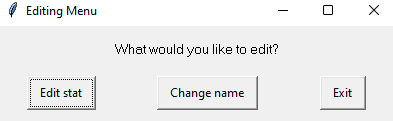 Editing Menu
What would you like to edit?
Edit stat Change name Exit